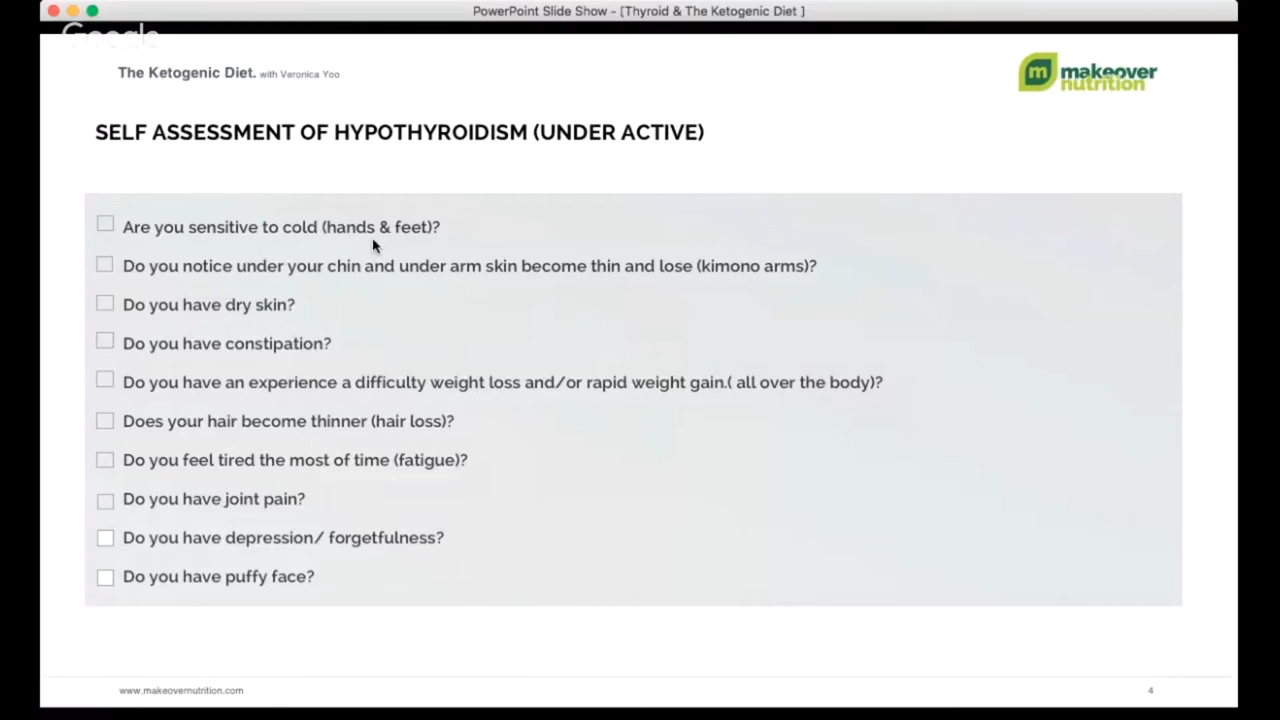 PowerPoint Slide Show - [Thyroid & The Ketogenic Diet ]
Google
The Ketogenic Diet. with Veronica Yoo
m makeover
nutrition
SELF ASSESSMENT OF HYPOTHYROIDISM (UNDER ACTIVE)
Are you sensitive to cold (hands & feet)?
Do you notice under your chin and under arm skin become thin and lose (kimono arms)?
Do you have dry skin?
Do you have constipation?
Do you have an experience a difficulty weight loss and/or rapid weight gain.( all over the body)?
Does your hair become thinner (hair loss)?
Do you feel tired the most of time (fatigue)?
Do you have joint pain?
Do you have depression/ forgetfulness?
Do you have puffy face?
www.makeovernutrition.com
4